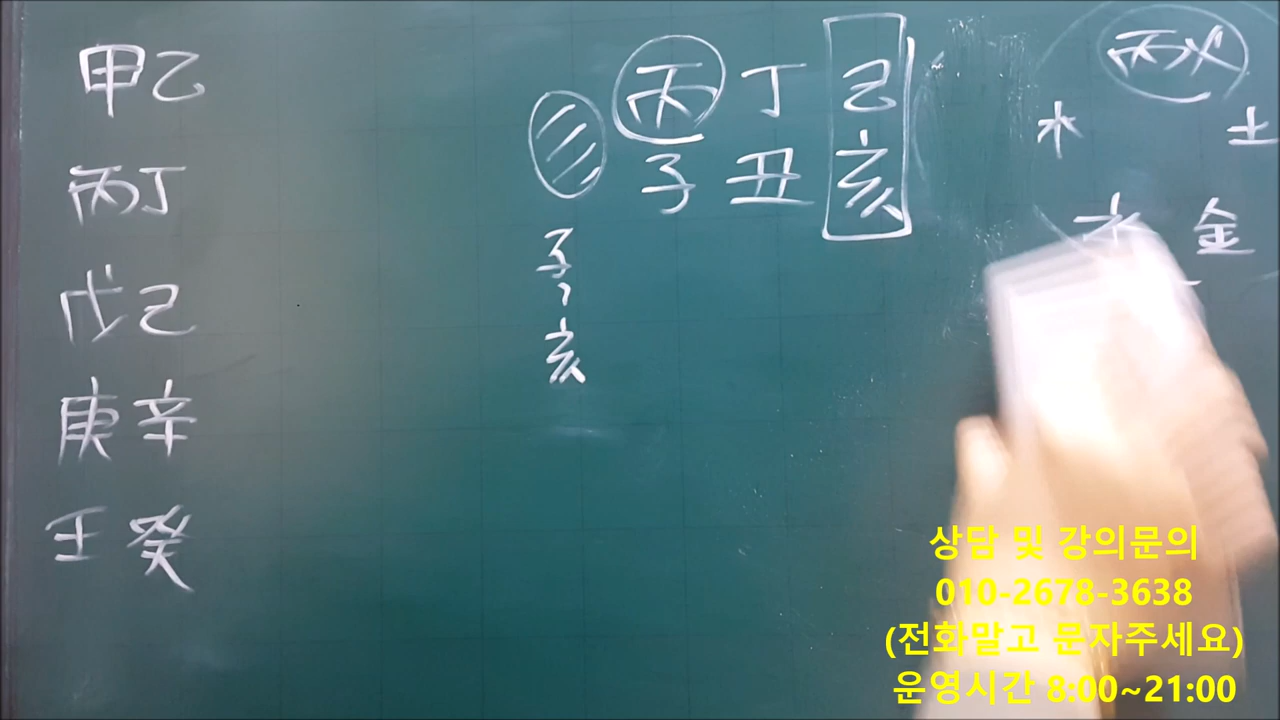 甲乙
丙丁
戊己
庚辛
壬癸
丙丁己
子丑亥
子,亥
丙火
木 土
水 金
상담 및 강의문의
010-2678-3638
(전화말고 문자주세요)
운영시간 8:00~21:00